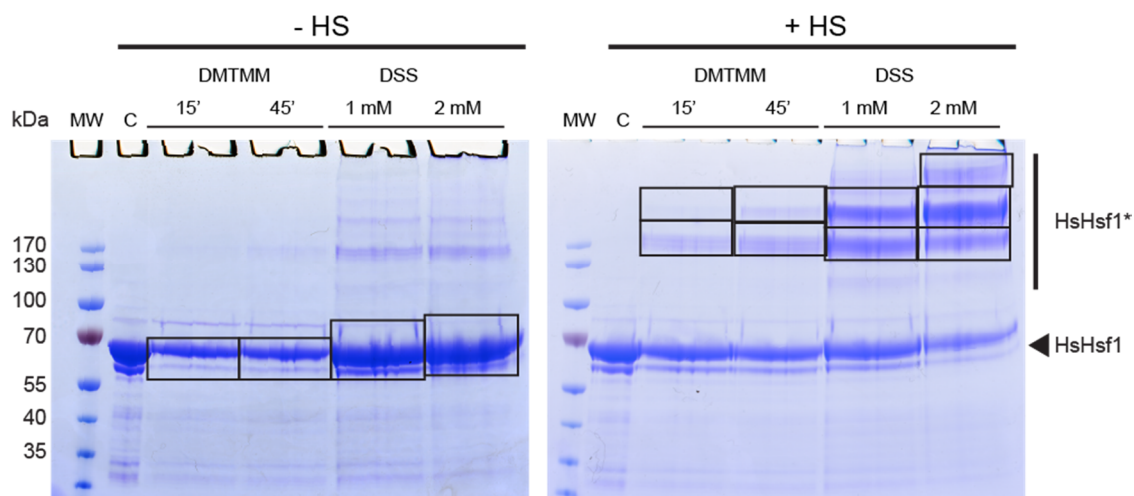 - HS
+ HS
DMTMM DSS DMTMM DSS
kDa MW C 15’ 45’ 1 mM 2 mM MW C 15’ 45’ 1 mM 2 mM
170
130
100
70
55
40
35
HsHsf1*
HsHsf1